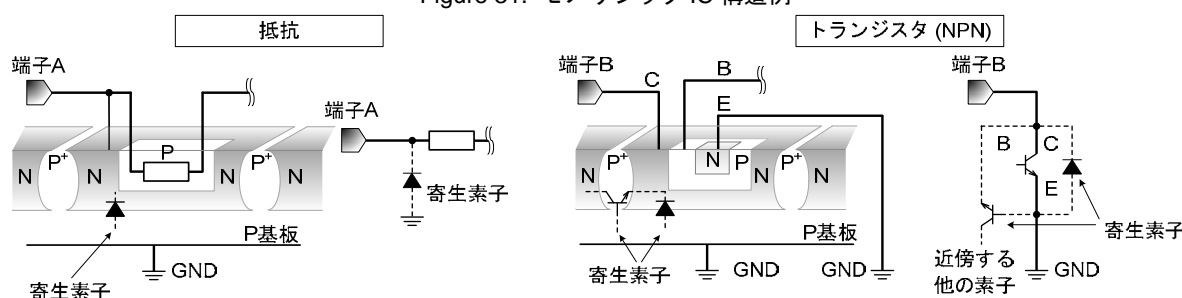 Figure 31. モノリシック IC 構造例
抵抗
トランジスタ (NPN)
端子A
端子A
P
N
P+
N
N
P+
N
寄生素子
P基板
GND
寄生素子
端子B
C
B
E
N
P+
N
P
N
P+
N
P基板
寄生素子
GND
GND
端子B
B
C
E
寄生素子
近傍する
他の素子
GND